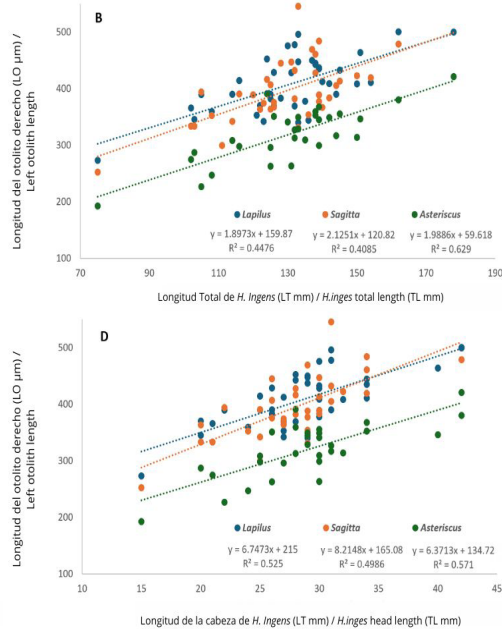 B
Longitud del otolito derecho (LO µm) /
Left otolith length
500
400
300
200
100
Lapilus Sagitta Asteriscus
y = 1.8973x + 159.87 y = 2.1251x + 120.82 y = 1.9886x + 59.618
R² = 0.4476 R² = 0.4085 R² = 0.629
70 90 110 130 150 170 190
Longitud Total de H. Ingens (LT mm) / H.inges total length (TL mm)
D
Longitud del otolito derecho (LO µm) /
Left otolith length
500
400
300
200
100
Lapilus Sagitta Asteriscus
y = 6.7473x + 215 y = 8.2148x + 165.08 y = 6.3713x + 134.72
R² = 0.525 R² = 0.4986 R² = 0.571
10 15 20 25 30 35 40 45
Longitud de la cabeza de H. Ingens (LT mm) / H.inges head length (TL mm)